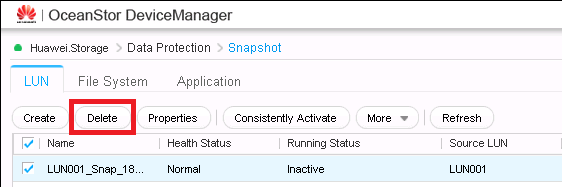 HUAWEI OceanStor DeviceManager
Huawei.Storage Data Protection Snapshot
LUN File System Application
Create Delete Properties Consistently Activate More Refresh
Name Health Status Running Status Source LUN
LUN001_Snap_18... Normal Inactive LUN001